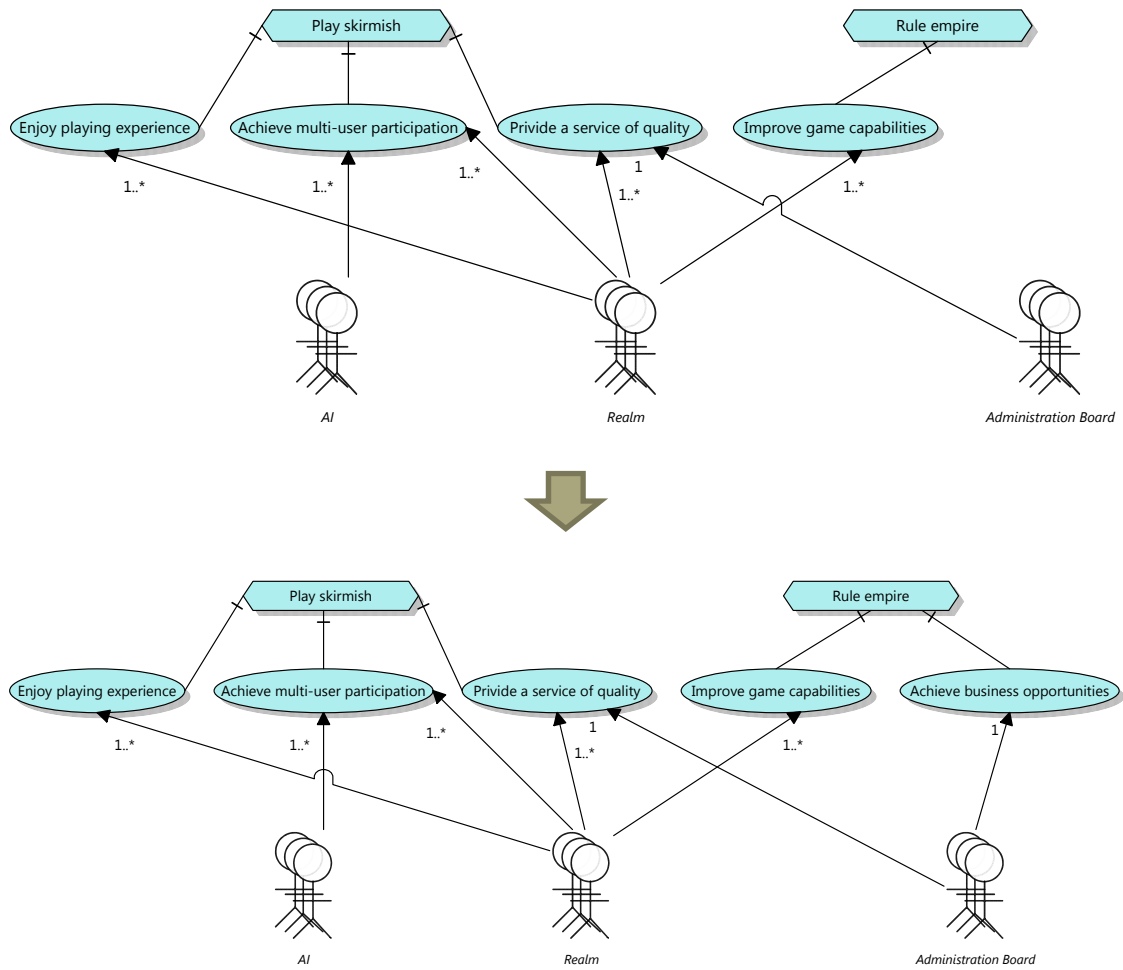 Play skirmish
Rule empire
Enjoy playing experience
Achieve multi-user participation
Privide a service of quality
Improve game capabilities
1..*
1..*
1..*
1
1..*
1..*
AI
Realm
Administration Board
Play skirmish
Rule empire
Enjoy playing experience
Achieve multi-user participation
Privide a service of quality
Improve game capabilities
Achieve business opportunities
1..*
1..*
1..*
1
1..*
1..*
1
AI
Realm
Administration Board